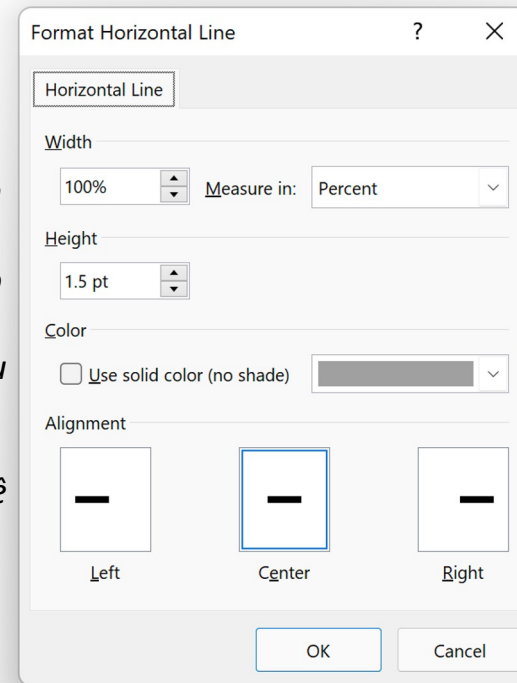 Format Horizontal Line ?
Horizontal Line
Width
100% Measure in: Percent
Height
1.5 pt
Color
Use solid color (no shade)
Alignment
Left Center Right
OK Cancel